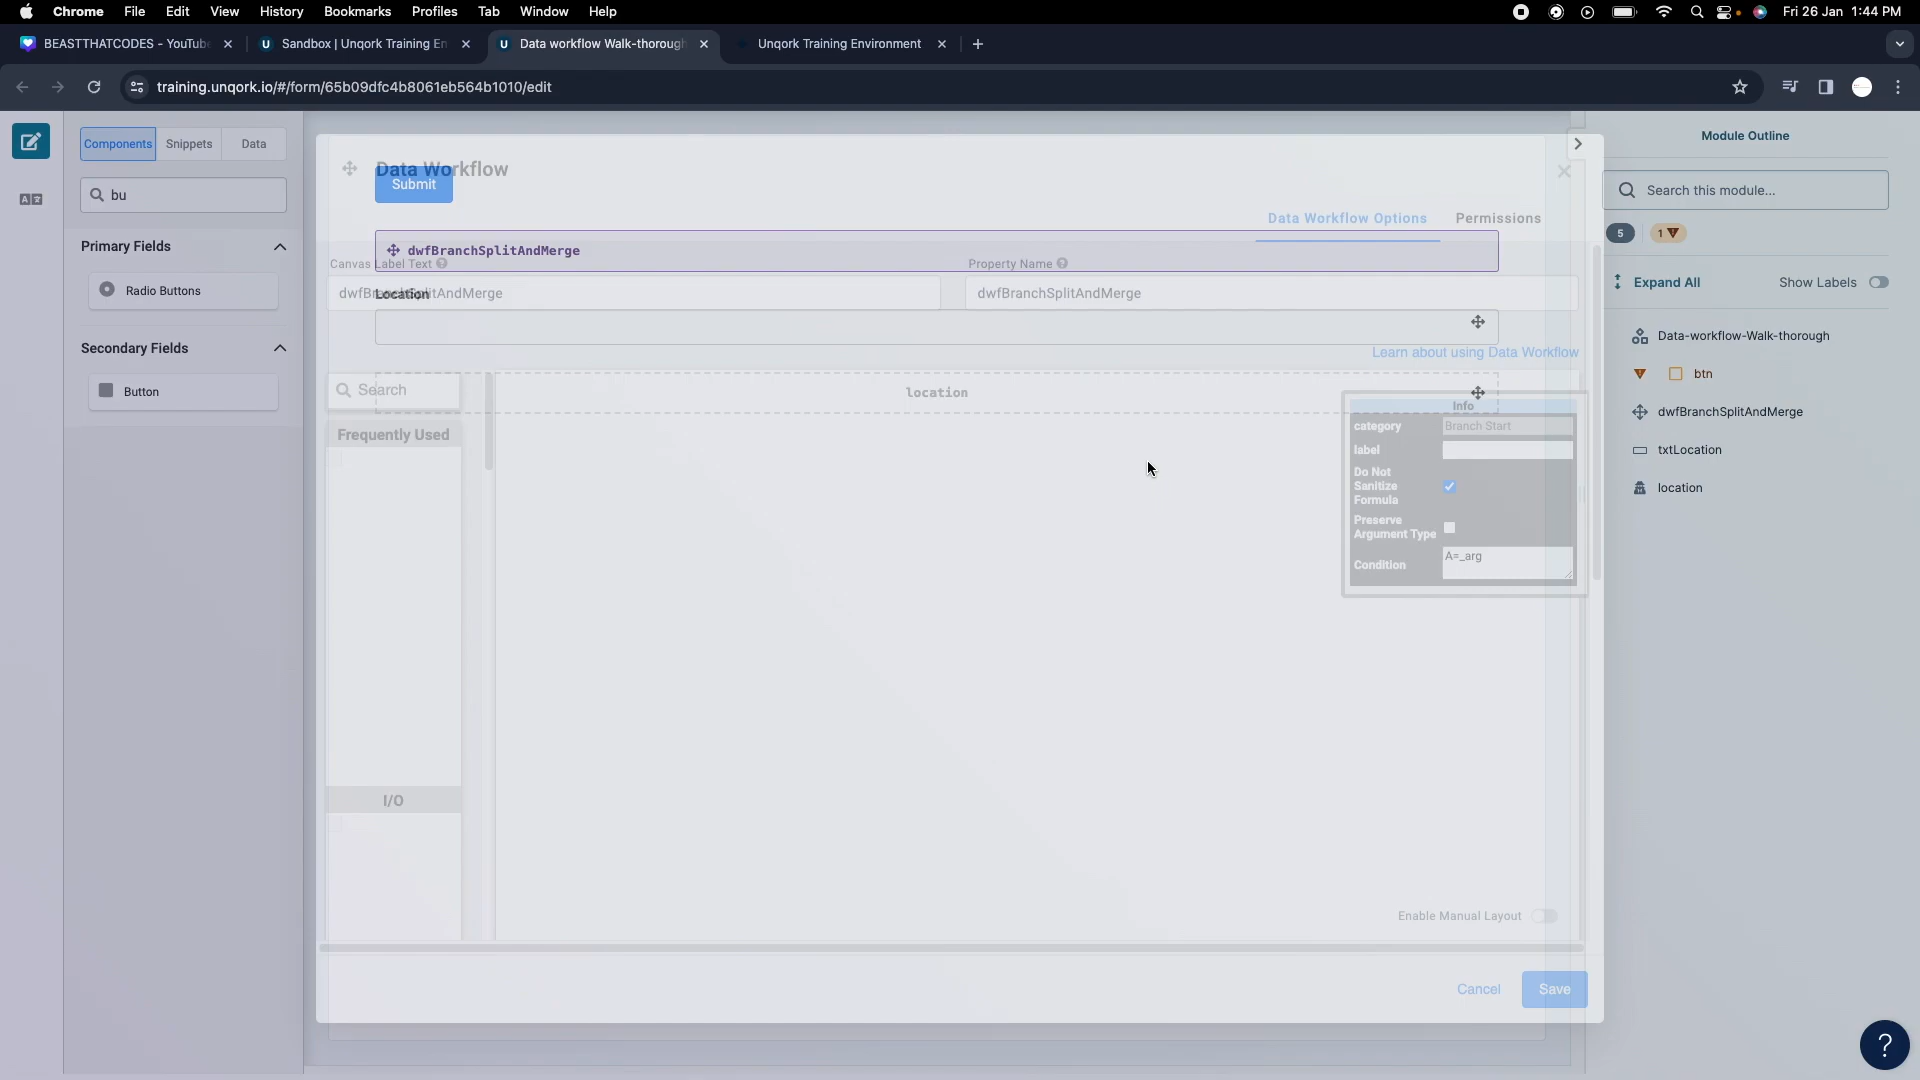 Chrome File Edit View History Bookmarks Profiles Tab Window Help Fri 26 Jan 1:44 PM
BEASTTHATCODES - YouTub Sandbox | Unqork Training En Data workflow Walk-thorough Unqork Training Environment
training.unqork.io/#/form/65b09dfc4b8061eb564b1010/edit
Components Snippets Data
bu
Primary Fields
Radio Buttons
Secondary Fields
Button
Data Workflow
Submit
Data Workflow Options Permissions
dwfBranchSplitAndMerge
Canvas Label Text Property Name
dwfBranchSplitAndMerge dwfBranchSplitAndMerge
Location
Learn about using Data Workflow
Search
location
Info
Frequently Used
category Branch Start
label
Do Not Sanitize Formula
Preserve Argument Type
Condition A=_arg
I/O
Enable Manual Layout
Cancel Save
Module Outline
Search this module...
5 1
Expand All Show Labels
Data-workflow-Walk-thorough
btn
dwfBranchSplitAndMerge
txtLocation
location
?